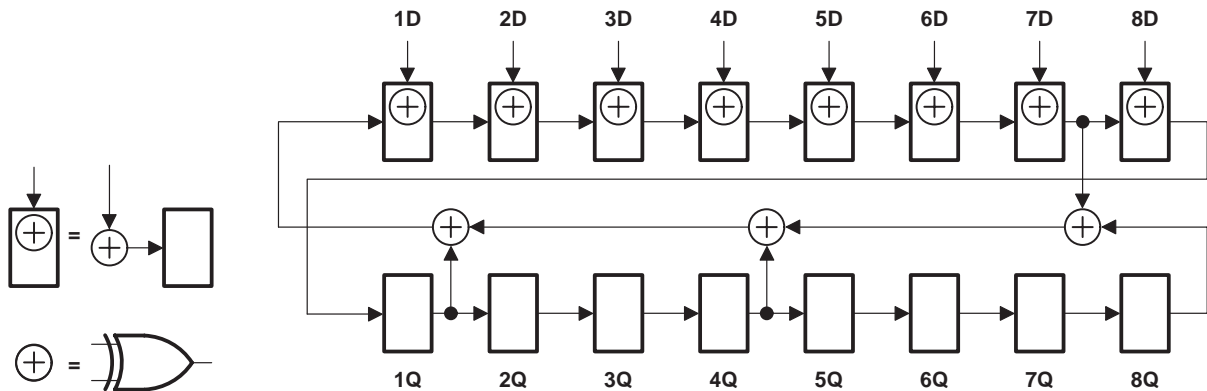 1D 2D 3D 4D 5D 6D 7D 8D
=
=
1Q 2Q 3Q 4Q 5Q 6Q 7Q 8Q